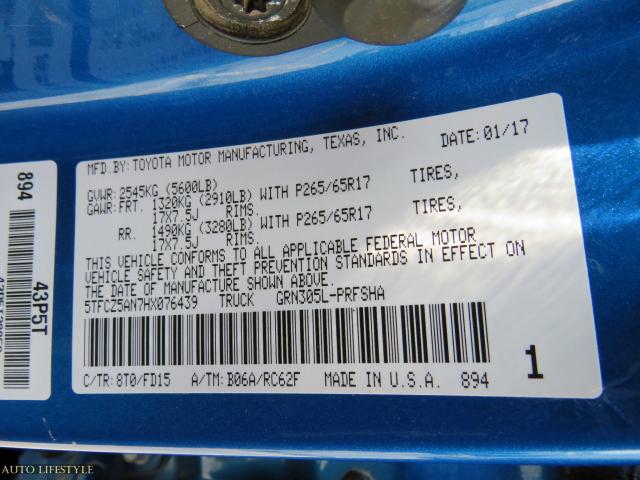 MFD.BY:TOYOTA MOTOR MANUFACTURING, TEXAS, INC. DATE:01/17
GVWR:2545KG (5600LB)
GAWR:FRT. 1320KG (2910LB) WITH P265/65R17 TIRES,
17X7.5J RIMS.
RR. 1490KG (3280LB) WITH P265/65R17 TIRES,
17X7.5J RIMS.
THIS VEHICLE CONFORMS TO ALL APPLICABLE FEDERAL MOTOR
VEHICLE SAFETY AND THEFT PREVENTION STANDARDS IN EFFECT ON
THE DATE OF MANUFACTURE SHOWN ABOVE.
5TFCZ5AN7HX076439 TRUCK GRN305L-PRFSHA
C/TR:8T0/FD15 A/TM:B06A/RC62F MADE IN U.S.A. 894
1
894
43P5T
AUTO LIFESTYLE